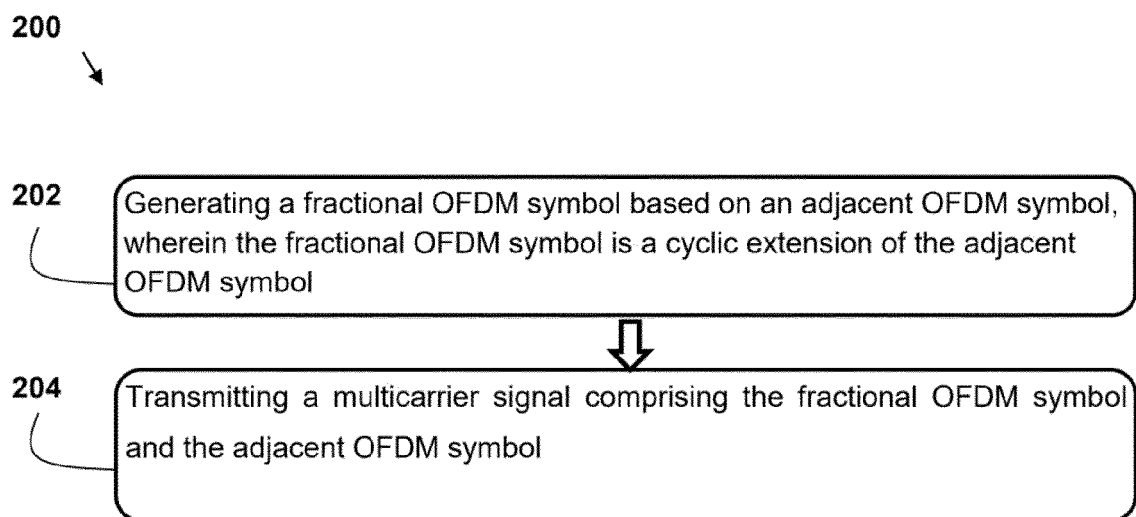 200
202
Generating a fractional OFDM symbol based on an adjacent OFDM symbol,
wherein the fractional OFDM symbol is a cyclic extension of the adjacent
OFDM symbol
204
Transmitting a multicarrier signal comprising the fractional OFDM symbol
and the adjacent OFDM symbol